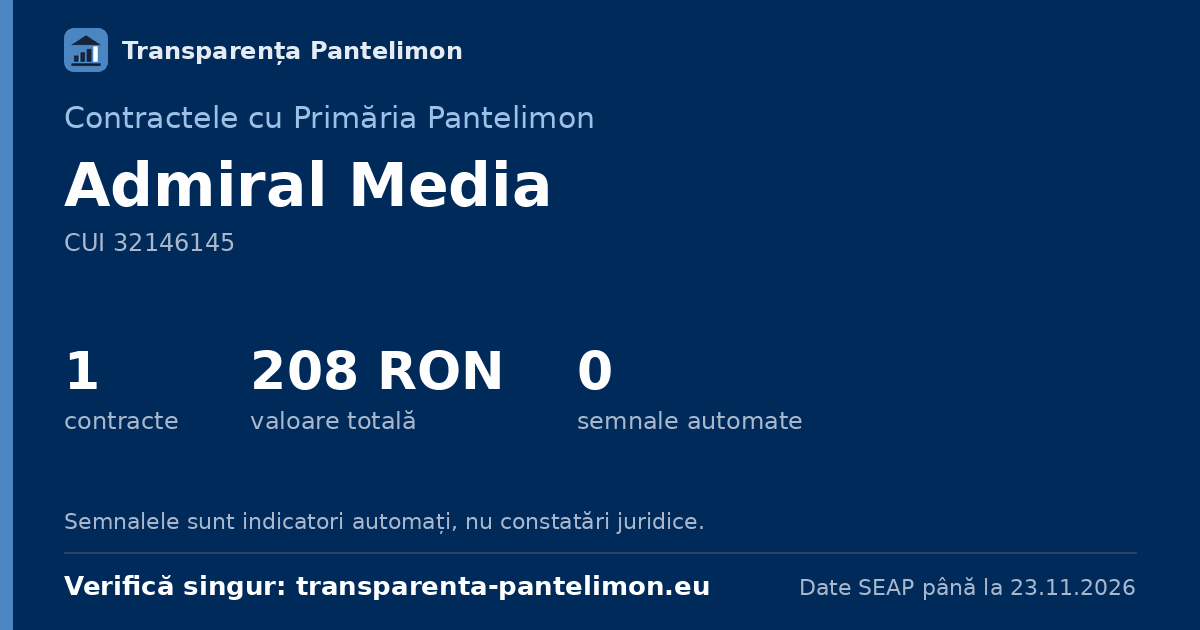 Transparența Pantelimon
Contractele cu Primăria Pantelimon
Admiral Media
CUI 32146145
1
contracte
208 RON
valoare totală
0
semnale automate
Semnalele sunt indicatori automați, nu constatări juridice.
Verifică singur: transparenta-pantelimon.eu
Date SEAP până la 23.11.2026